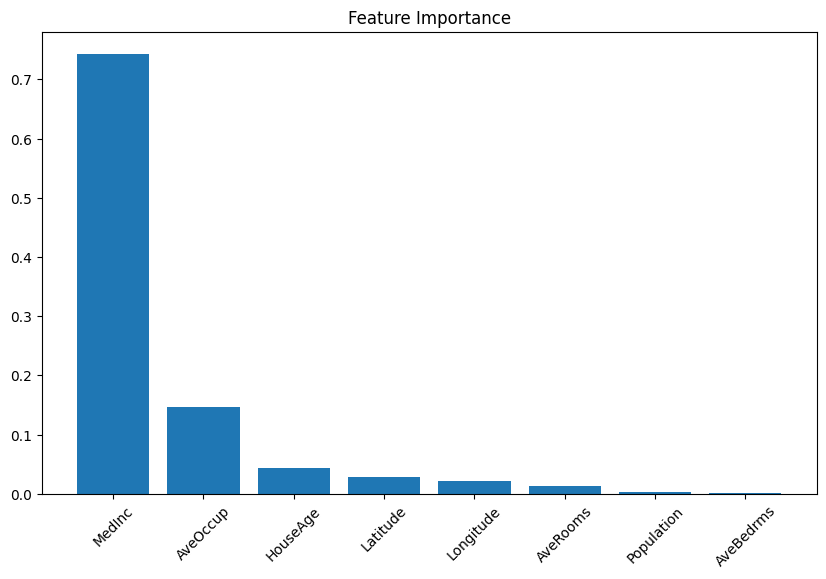 Feature Importance
0.7
0.6
0.5
0.4
0.3
0.2
0.1
0.0
MedInc
AveOccup
HouseAge
Latitude
Longitude
AveRooms
Population
AveBedrms